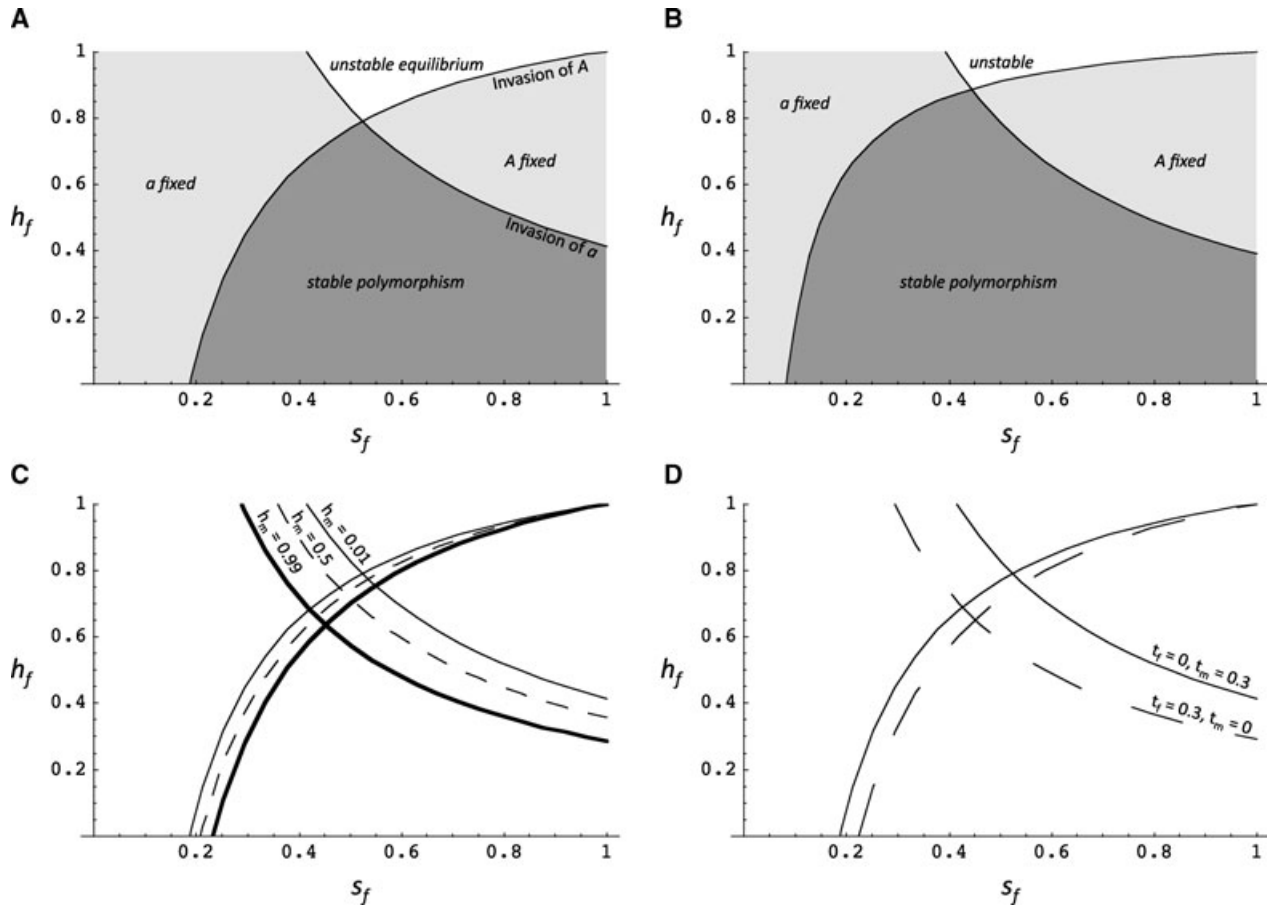 A
1
0.8
0.6
0.4
0.2
h_f
unstable equilibrium
Invasion of A
a fixed
A fixed
Invasion of a
stable polymorphism
0.2 0.4 0.6 0.8 1
s_f
B
1
0.8
0.6
0.4
0.2
h_f
unstable
a fixed
A fixed
stable polymorphism
0.2 0.4 0.6 0.8 1
s_f
C
1
0.8
0.6
0.4
0.2
h_f
h_m = 0.99
h_m = 0.5
h_m = 0.01
0.2 0.4 0.6 0.8 1
s_f
D
1
0.8
0.6
0.4
0.2
h_f
t_f = 0, t_m = 0.3
t_f = 0.3, t_m = 0
0.2 0.4 0.6 0.8 1
s_f